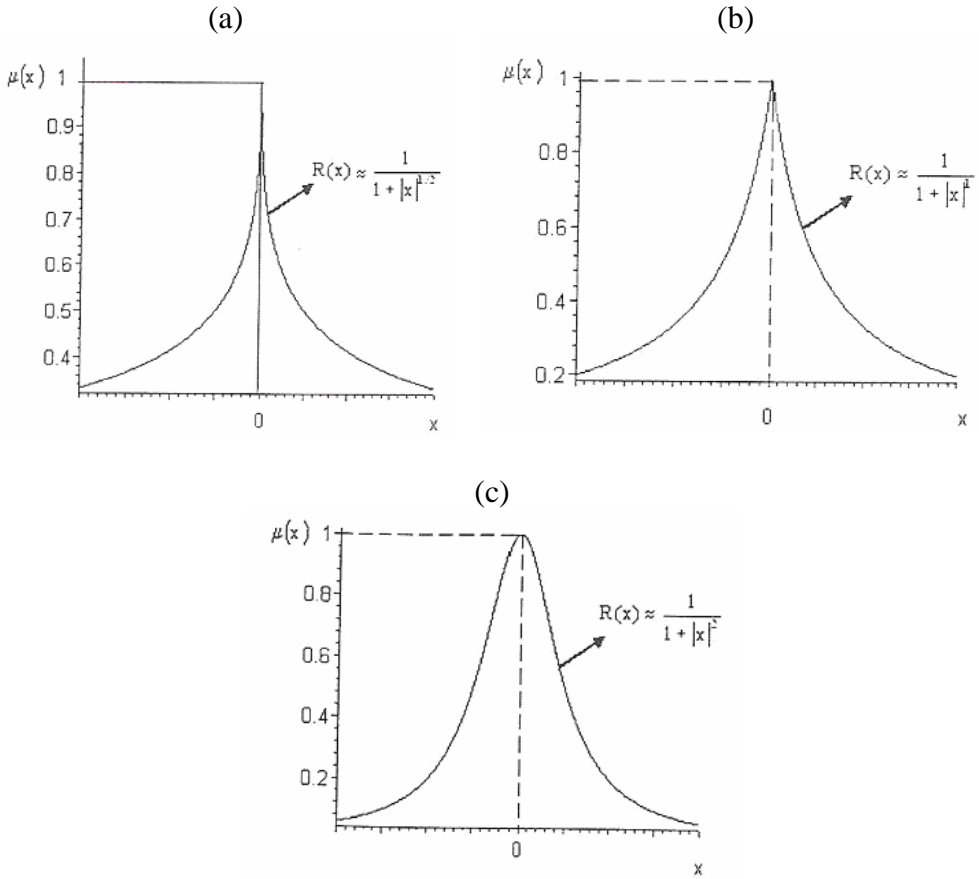 (a)
μ(x) 1
0.9
0.8
0.7
0.6
0.5
0.4
0
x
R(x) ≈ 1 / 1 + |x|^1/2
(b)
μ(x) 1
0.8
0.6
0.4
0.2
0
x
R(x) ≈ 1 / 1 + |x|^1
(c)
μ(x) 1
0.8
0.6
0.4
0.2
0
x
R(x) ≈ 1 / 1 + |x|^2